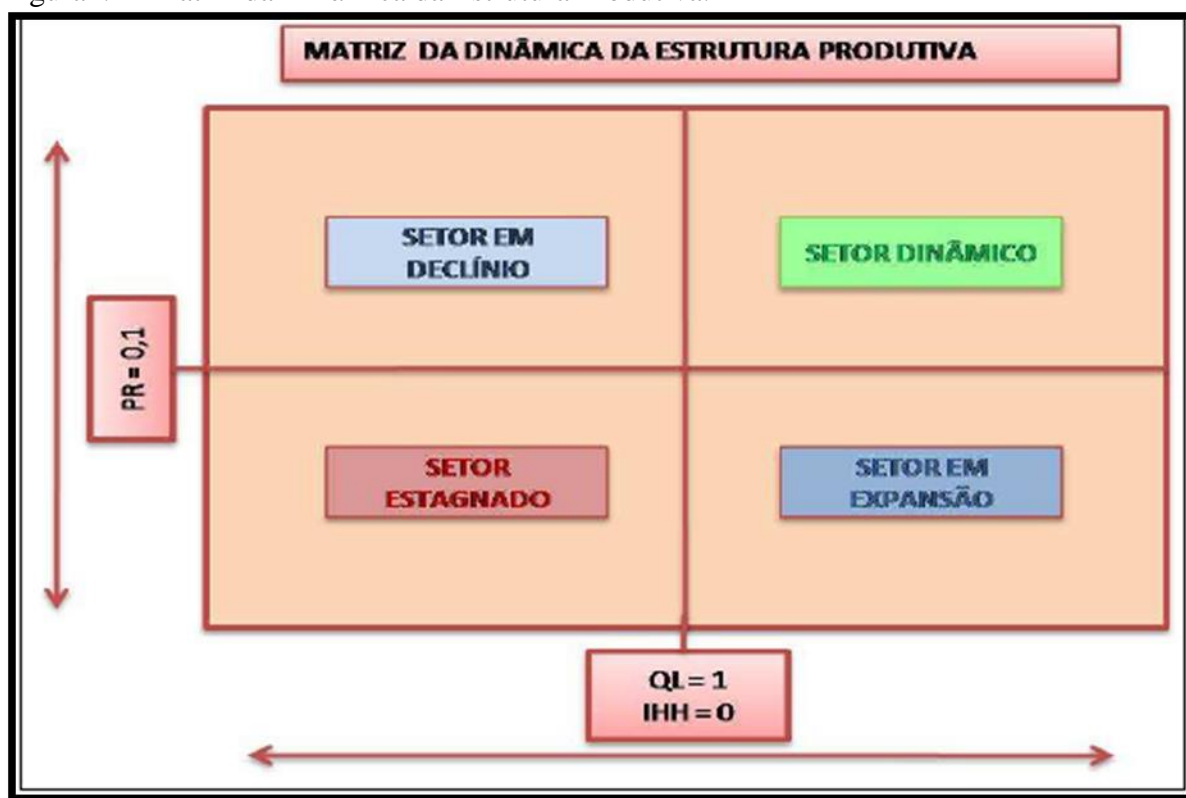 MATRIZ DA DINÂMICA DA ESTRUTURA PRODUTIVA
SETOR EM
DECLÍNIO
SETOR DINÂMICO
PR = 0,1
SETOR
ESTAGNADO
SETOR EM
EXPANSÃO
QL = 1
IHH = 0